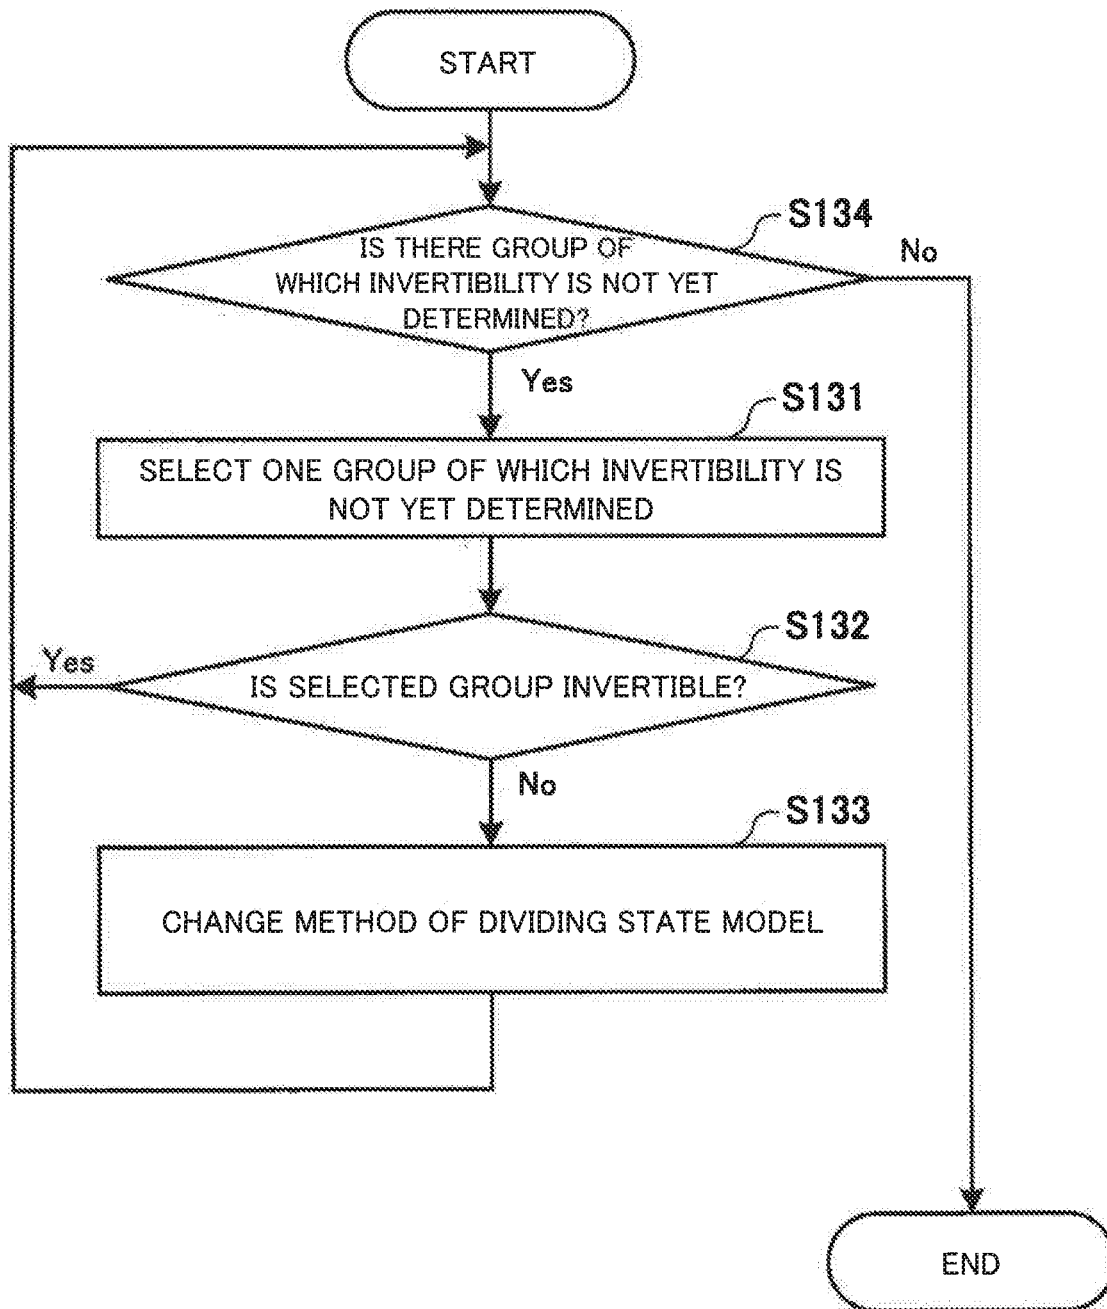 START
S134
IS THERE GROUP OF
WHICH INVERTIBILITY IS NOT YET
DETERMINED?
No
Yes
S131
SELECT ONE GROUP OF WHICH INVERTIBILITY IS
NOT YET DETERMINED
S132
Yes
IS SELECTED GROUP INVERTIBLE?
No
S133
CHANGE METHOD OF DIVIDING STATE MODEL
END